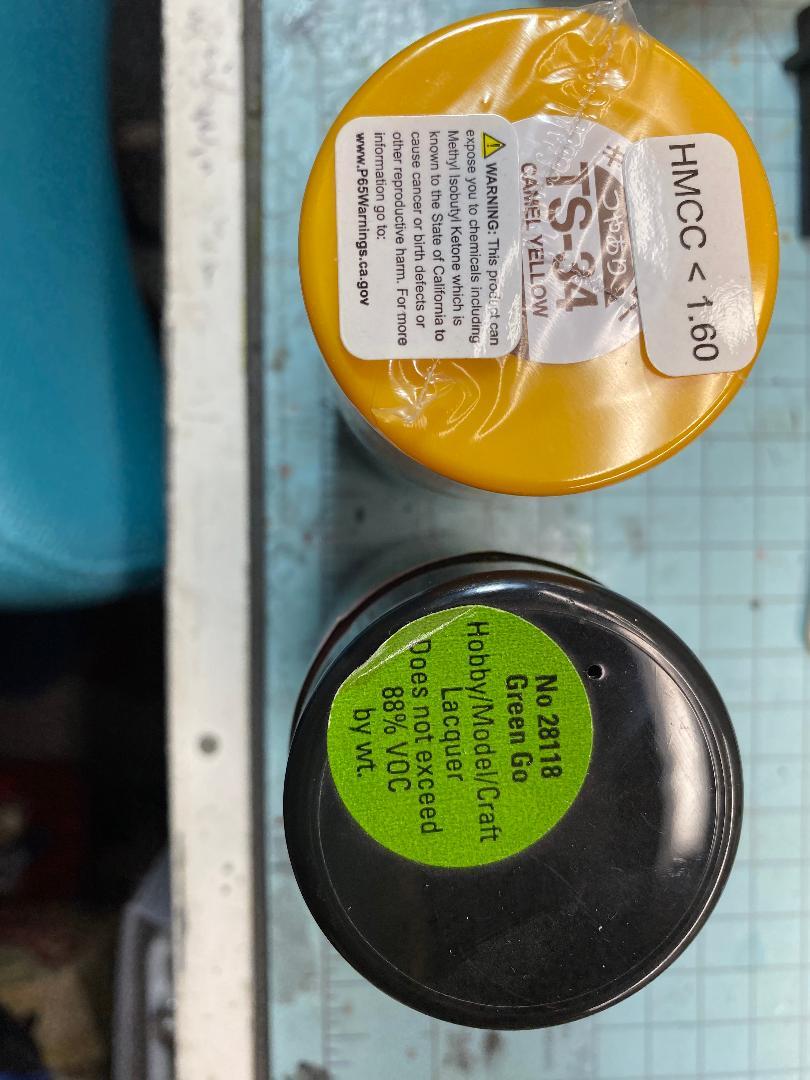 HMCC < 1.60
TS-34
CAMEL YELLOW
WARNING: This product can
expose you to chemicals including
Methyl Isobutyl Ketone which is
known to the State of California to
cause cancer or birth defects or
other reproductive harm. For more
information go to:
www.P65Warnings.ca.gov
No 28118
Green Go
Hobby/Model/Craft
Lacquer
Does not exceed
88% VOC
by wt.